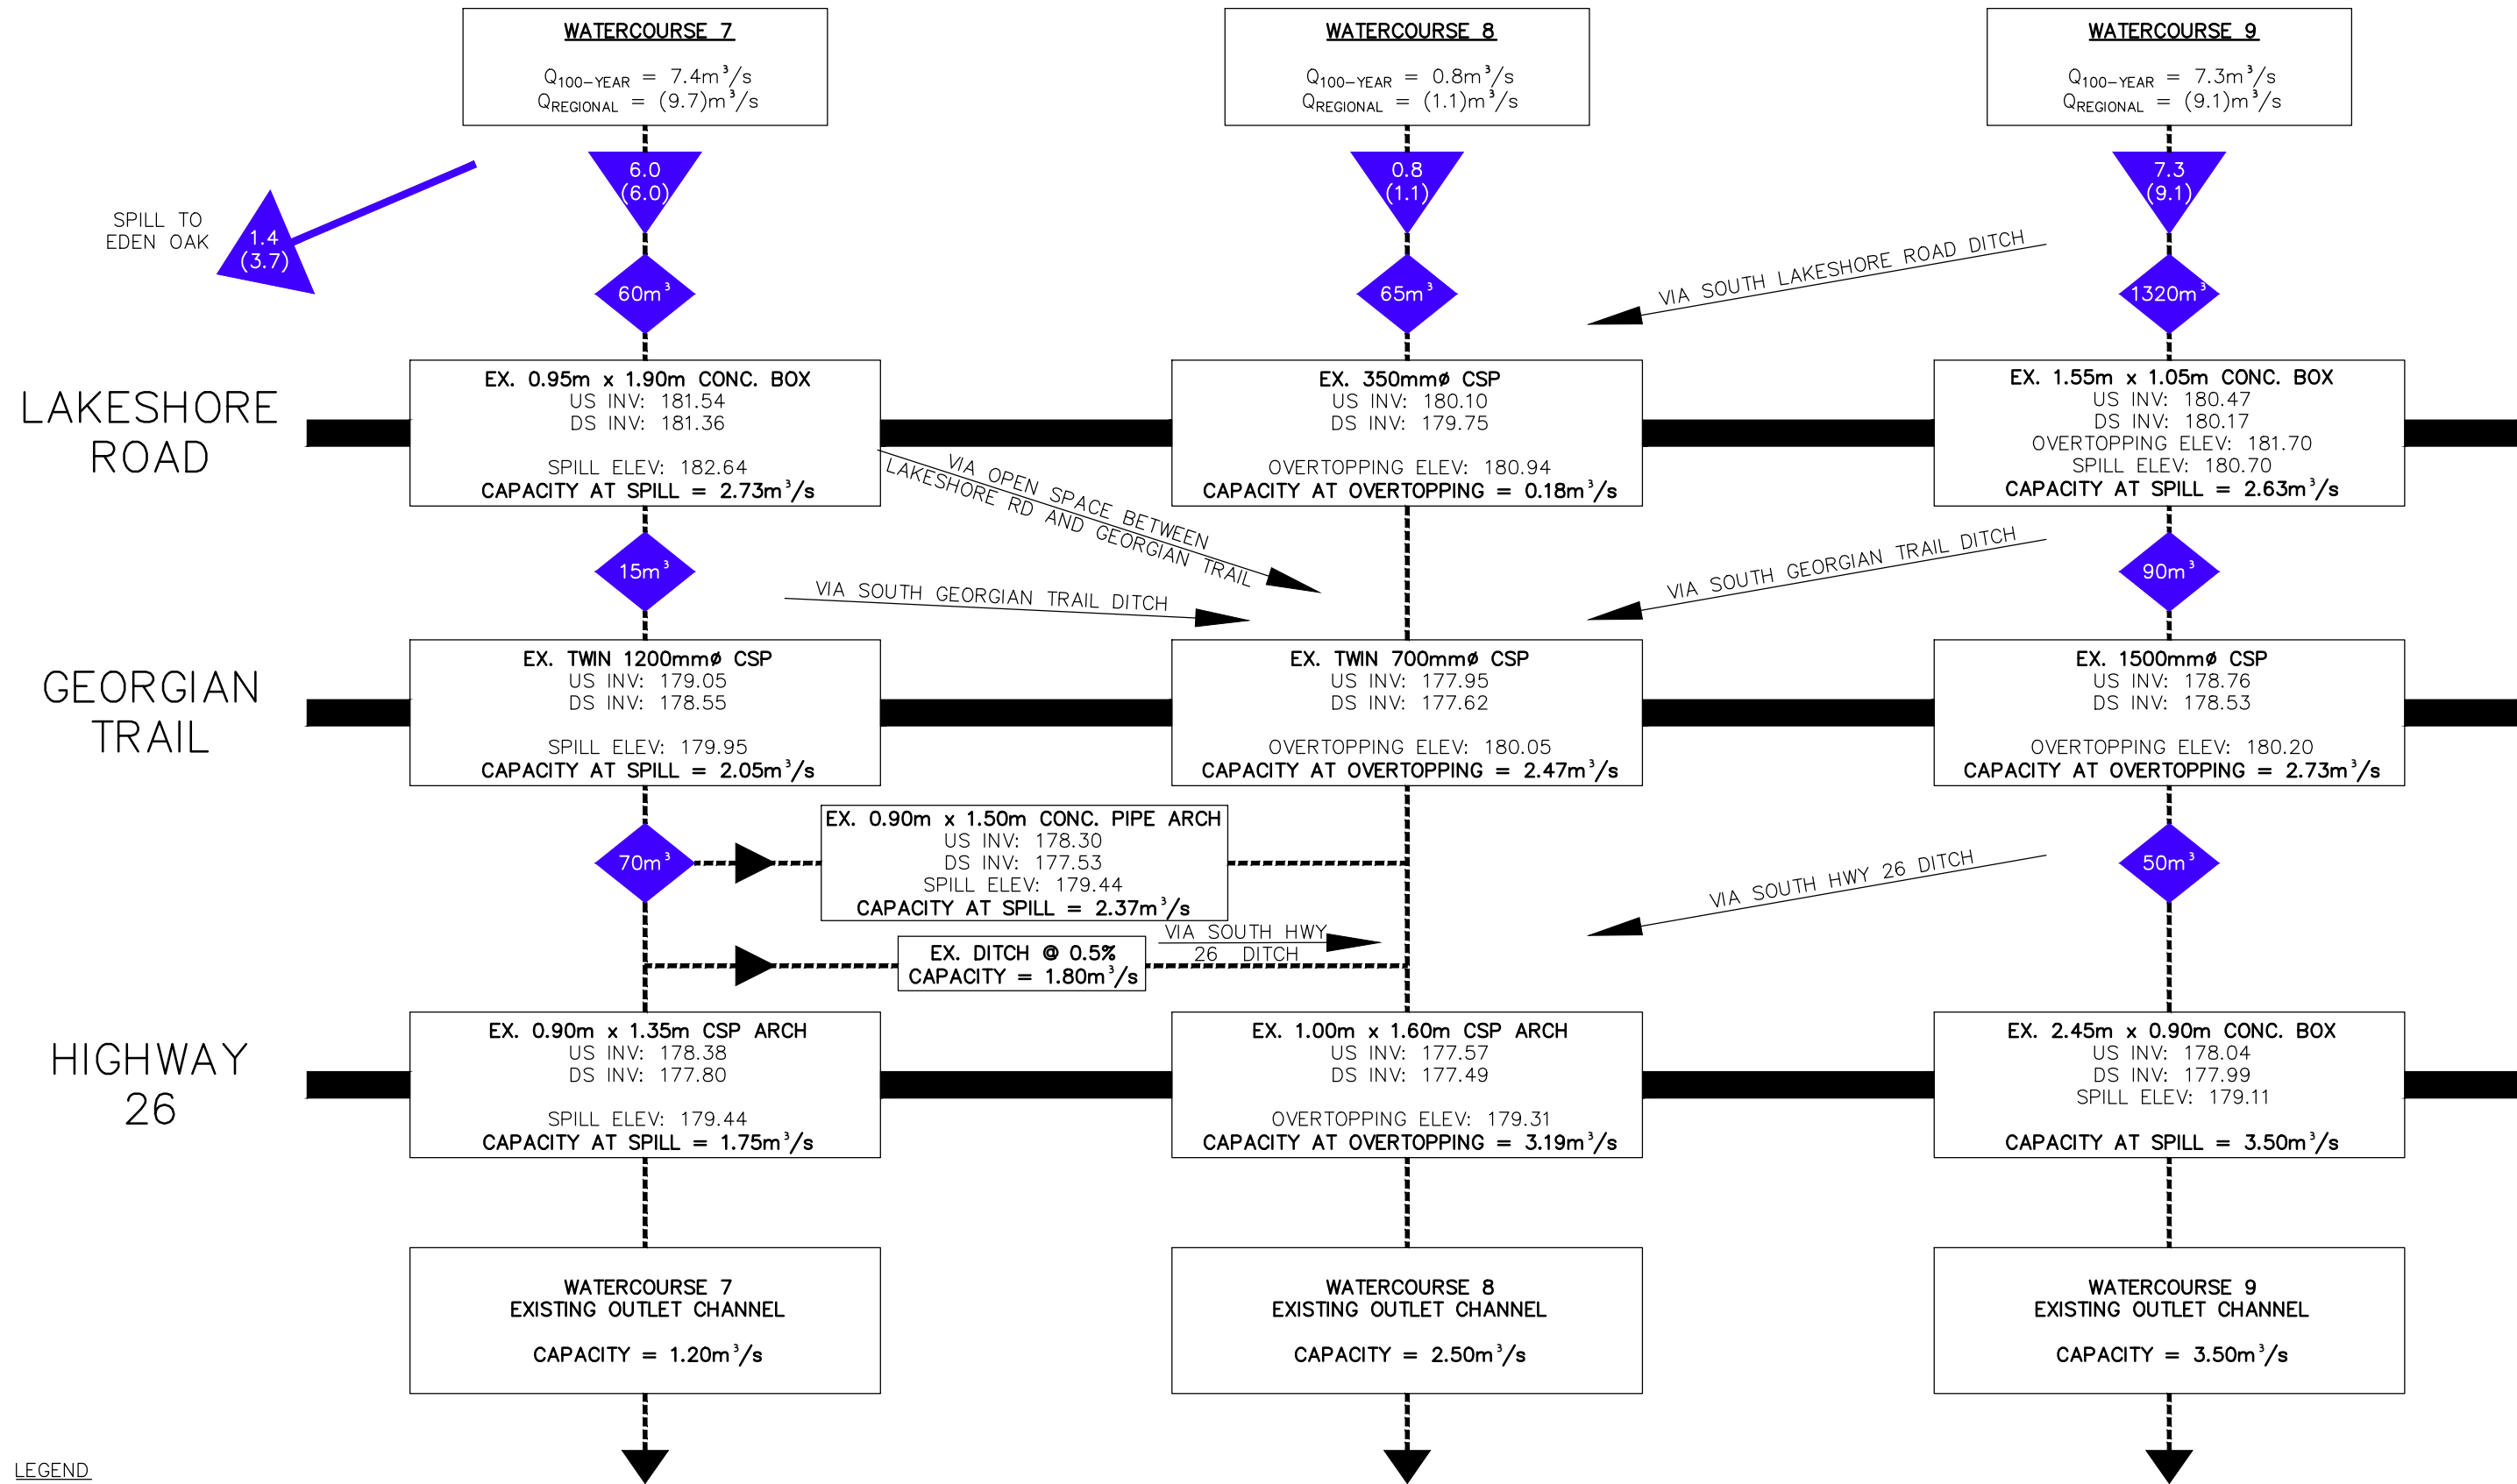 WATERCOURSE 7
Q100-YEAR = 7.4m³/s
QREGIONAL = (9.7)m³/s
WATERCOURSE 8
Q100-YEAR = 0.8m³/s
QREGIONAL = (1.1)m³/s
WATERCOURSE 9
Q100-YEAR = 7.3m³/s
QREGIONAL = (9.1)m³/s
SPILL TO
EDEN OAK
1.4
(3.7)
6.0
(6.0)
0.8
(1.1)
7.3
(9.1)
60m³
65m³
VIA SOUTH LAKESHORE ROAD DITCH
1320m³
LAKESHORE
ROAD
EX. 0.95m x 1.90m CONC. BOX
US INV: 181.54
DS INV: 181.36
SPILL ELEV: 182.64
CAPACITY AT SPILL = 2.73m³/s
EX. 350mmø CSP
US INV: 180.10
DS INV: 179.75
OVERTOPPING ELEV: 180.94
CAPACITY AT OVERTOPPING = 0.18m³/s
EX. 1.55m x 1.05m CONC. BOX
US INV: 180.47
DS INV: 180.17
OVERTOPPING ELEV: 181.70
SPILL ELEV: 180.70
CAPACITY AT SPILL = 2.63m³/s
VIA OPEN SPACE BETWEEN
LAKESHORE RD AND GEORGIAN TRAIL
15m³
VIA SOUTH GEORGIAN TRAIL DITCH
VIA SOUTH GEORGIAN TRAIL DITCH
90m³
GEORGIAN
TRAIL
EX. TWIN 1200mmø CSP
US INV: 179.05
DS INV: 178.55
SPILL ELEV: 179.95
CAPACITY AT SPILL = 2.05m³/s
EX. TWIN 700mmø CSP
US INV: 177.95
DS INV: 177.62
OVERTOPPING ELEV: 180.05
CAPACITY AT OVERTOPPING = 2.47m³/s
EX. 1500mmø CSP
US INV: 178.76
DS INV: 178.53
OVERTOPPING ELEV: 180.20
CAPACITY AT OVERTOPPING = 2.73m³/s
70m³
EX. 0.90m x 1.50m CONC. PIPE ARCH
US INV: 178.30
DS INV: 177.53
SPILL ELEV: 179.44
CAPACITY AT SPILL = 2.37m³/s
VIA SOUTH HWY 26 DITCH
50m³
EX. DITCH @ 0.5%
CAPACITY = 1.80m³/s
VIA SOUTH HWY
26 DITCH
HIGHWAY
26
EX. 0.90m x 1.35m CSP ARCH
US INV: 178.38
DS INV: 177.80
SPILL ELEV: 179.44
CAPACITY AT SPILL = 1.75m³/s
EX. 1.00m x 1.60m CSP ARCH
US INV: 177.57
DS INV: 177.49
OVERTOPPING ELEV: 179.31
CAPACITY AT OVERTOPPING = 3.19m³/s
EX. 2.45m x 0.90m CONC. BOX
US INV: 178.04
DS INV: 177.99
SPILL ELEV: 179.11
CAPACITY AT SPILL = 3.50m³/s
WATERCOURSE 7
EXISTING OUTLET CHANNEL
CAPACITY = 1.20m³/s
WATERCOURSE 8
EXISTING OUTLET CHANNEL
CAPACITY = 2.50m³/s
WATERCOURSE 9
EXISTING OUTLET CHANNEL
CAPACITY = 3.50m³/s
LEGEND